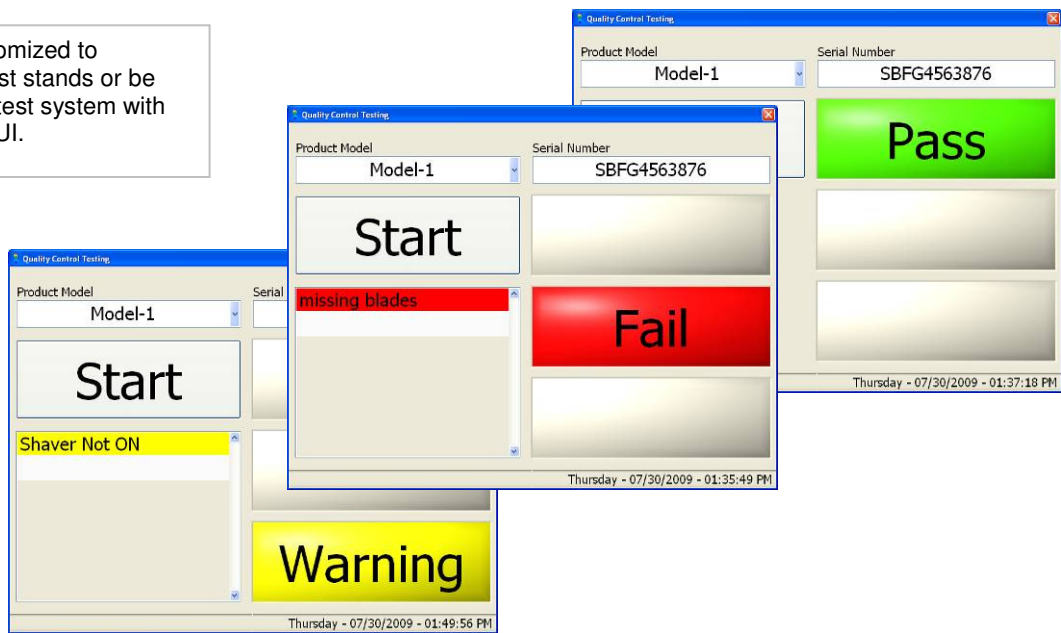 omized to
st stands or be
test system with
UI.
Quality Control Testing
Product Model
Serial Number
Model-1
SBFG4563876
Pass
Thursday - 07/30/2009 - 01:37:18 PM
Quality Control Testing
Product Model
Serial Number
Model-1
SBFG4563876
Start
missing blades
Fail
Thursday - 07/30/2009 - 01:35:49 PM
Quality Control Testing
Product Model
Serial
Model-1
Start
Shaver Not ON
Warning
Thursday - 07/30/2009 - 01:49:56 PM